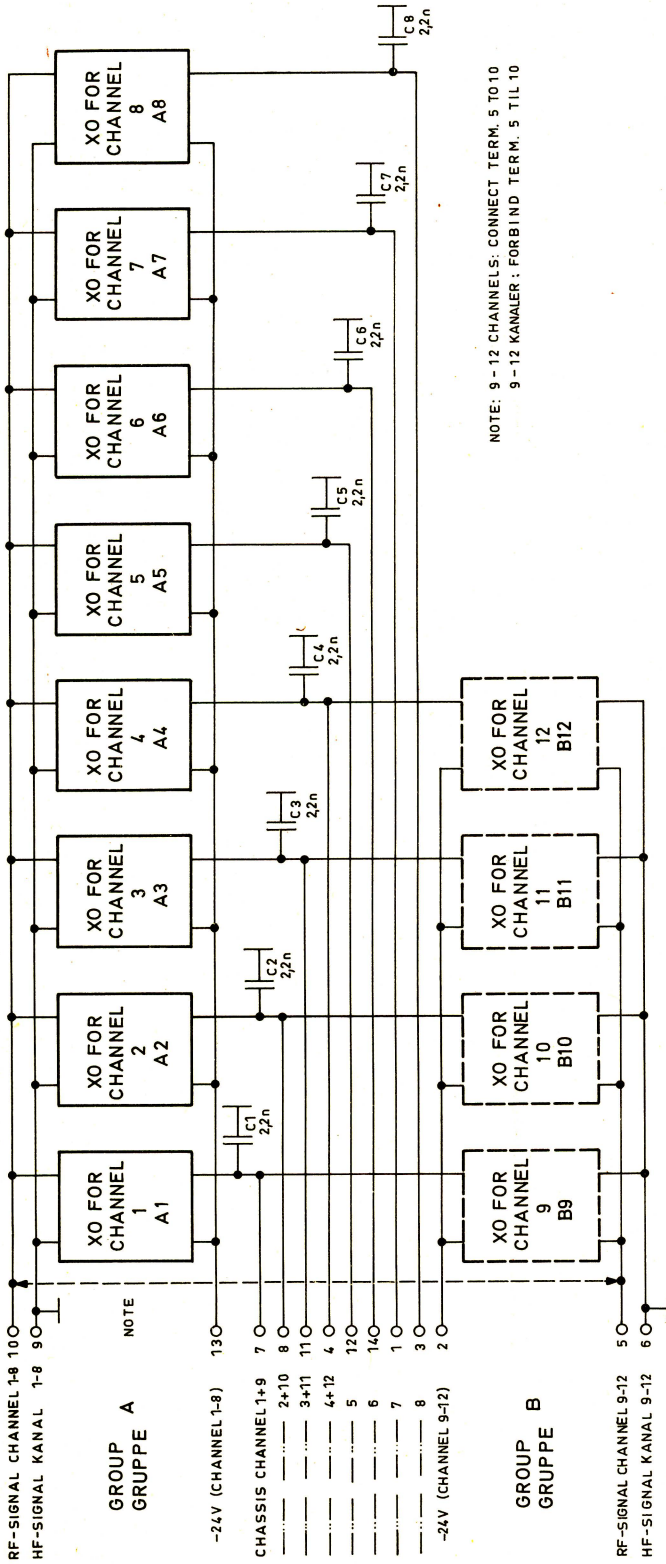 RF-SIGNAL CHANNEL 1-8 10
HF-SIGNAL KANAL 1-8 9
GROUP A
GRUPPE
NOTE
XO FOR
CHANNEL
1
A1
XO FOR
CHANNEL
2
A2
XO FOR
CHANNEL
3
A3
XO FOR
CHANNEL
4
A4
XO FOR
CHANNEL
5
A5
XO FOR
CHANNEL
6
A6
XO FOR
CHANNEL
7
A7
XO FOR
CHANNEL
8
A8
-24V (CHANNEL 1-8) 13
C1
2,2n
C2
2,2n
C3
2,2n
C4
2,2n
C5
2,2n
C6
2,2n
C7
2,2n
C8
2,2n
CHASSIS CHANNEL 1+9 7
—··— —··— 2+10 8
—··— —··— 3+11 11
—··— —··— 4+12 4
—··— —··— 5 12
—··— —··— 6 14
—··— —··— 7 1
—··— —··— 8 3
-24V (CHANNEL 9-12) 2
GROUP B
GRUPPE
XO FOR
CHANNEL
9
B9
XO FOR
CHANNEL
10
B10
XO FOR
CHANNEL
11
B11
XO FOR
CHANNEL
12
B12
NOTE: 9-12 CHANNELS: CONNECT TERM. 5 TO 10
9-12 KANALER: FORBIND TERM. 5 TIL 10
RF-SIGNAL CHANNEL 9-12 5
HF-SIGNAL KANAL 9-12 6